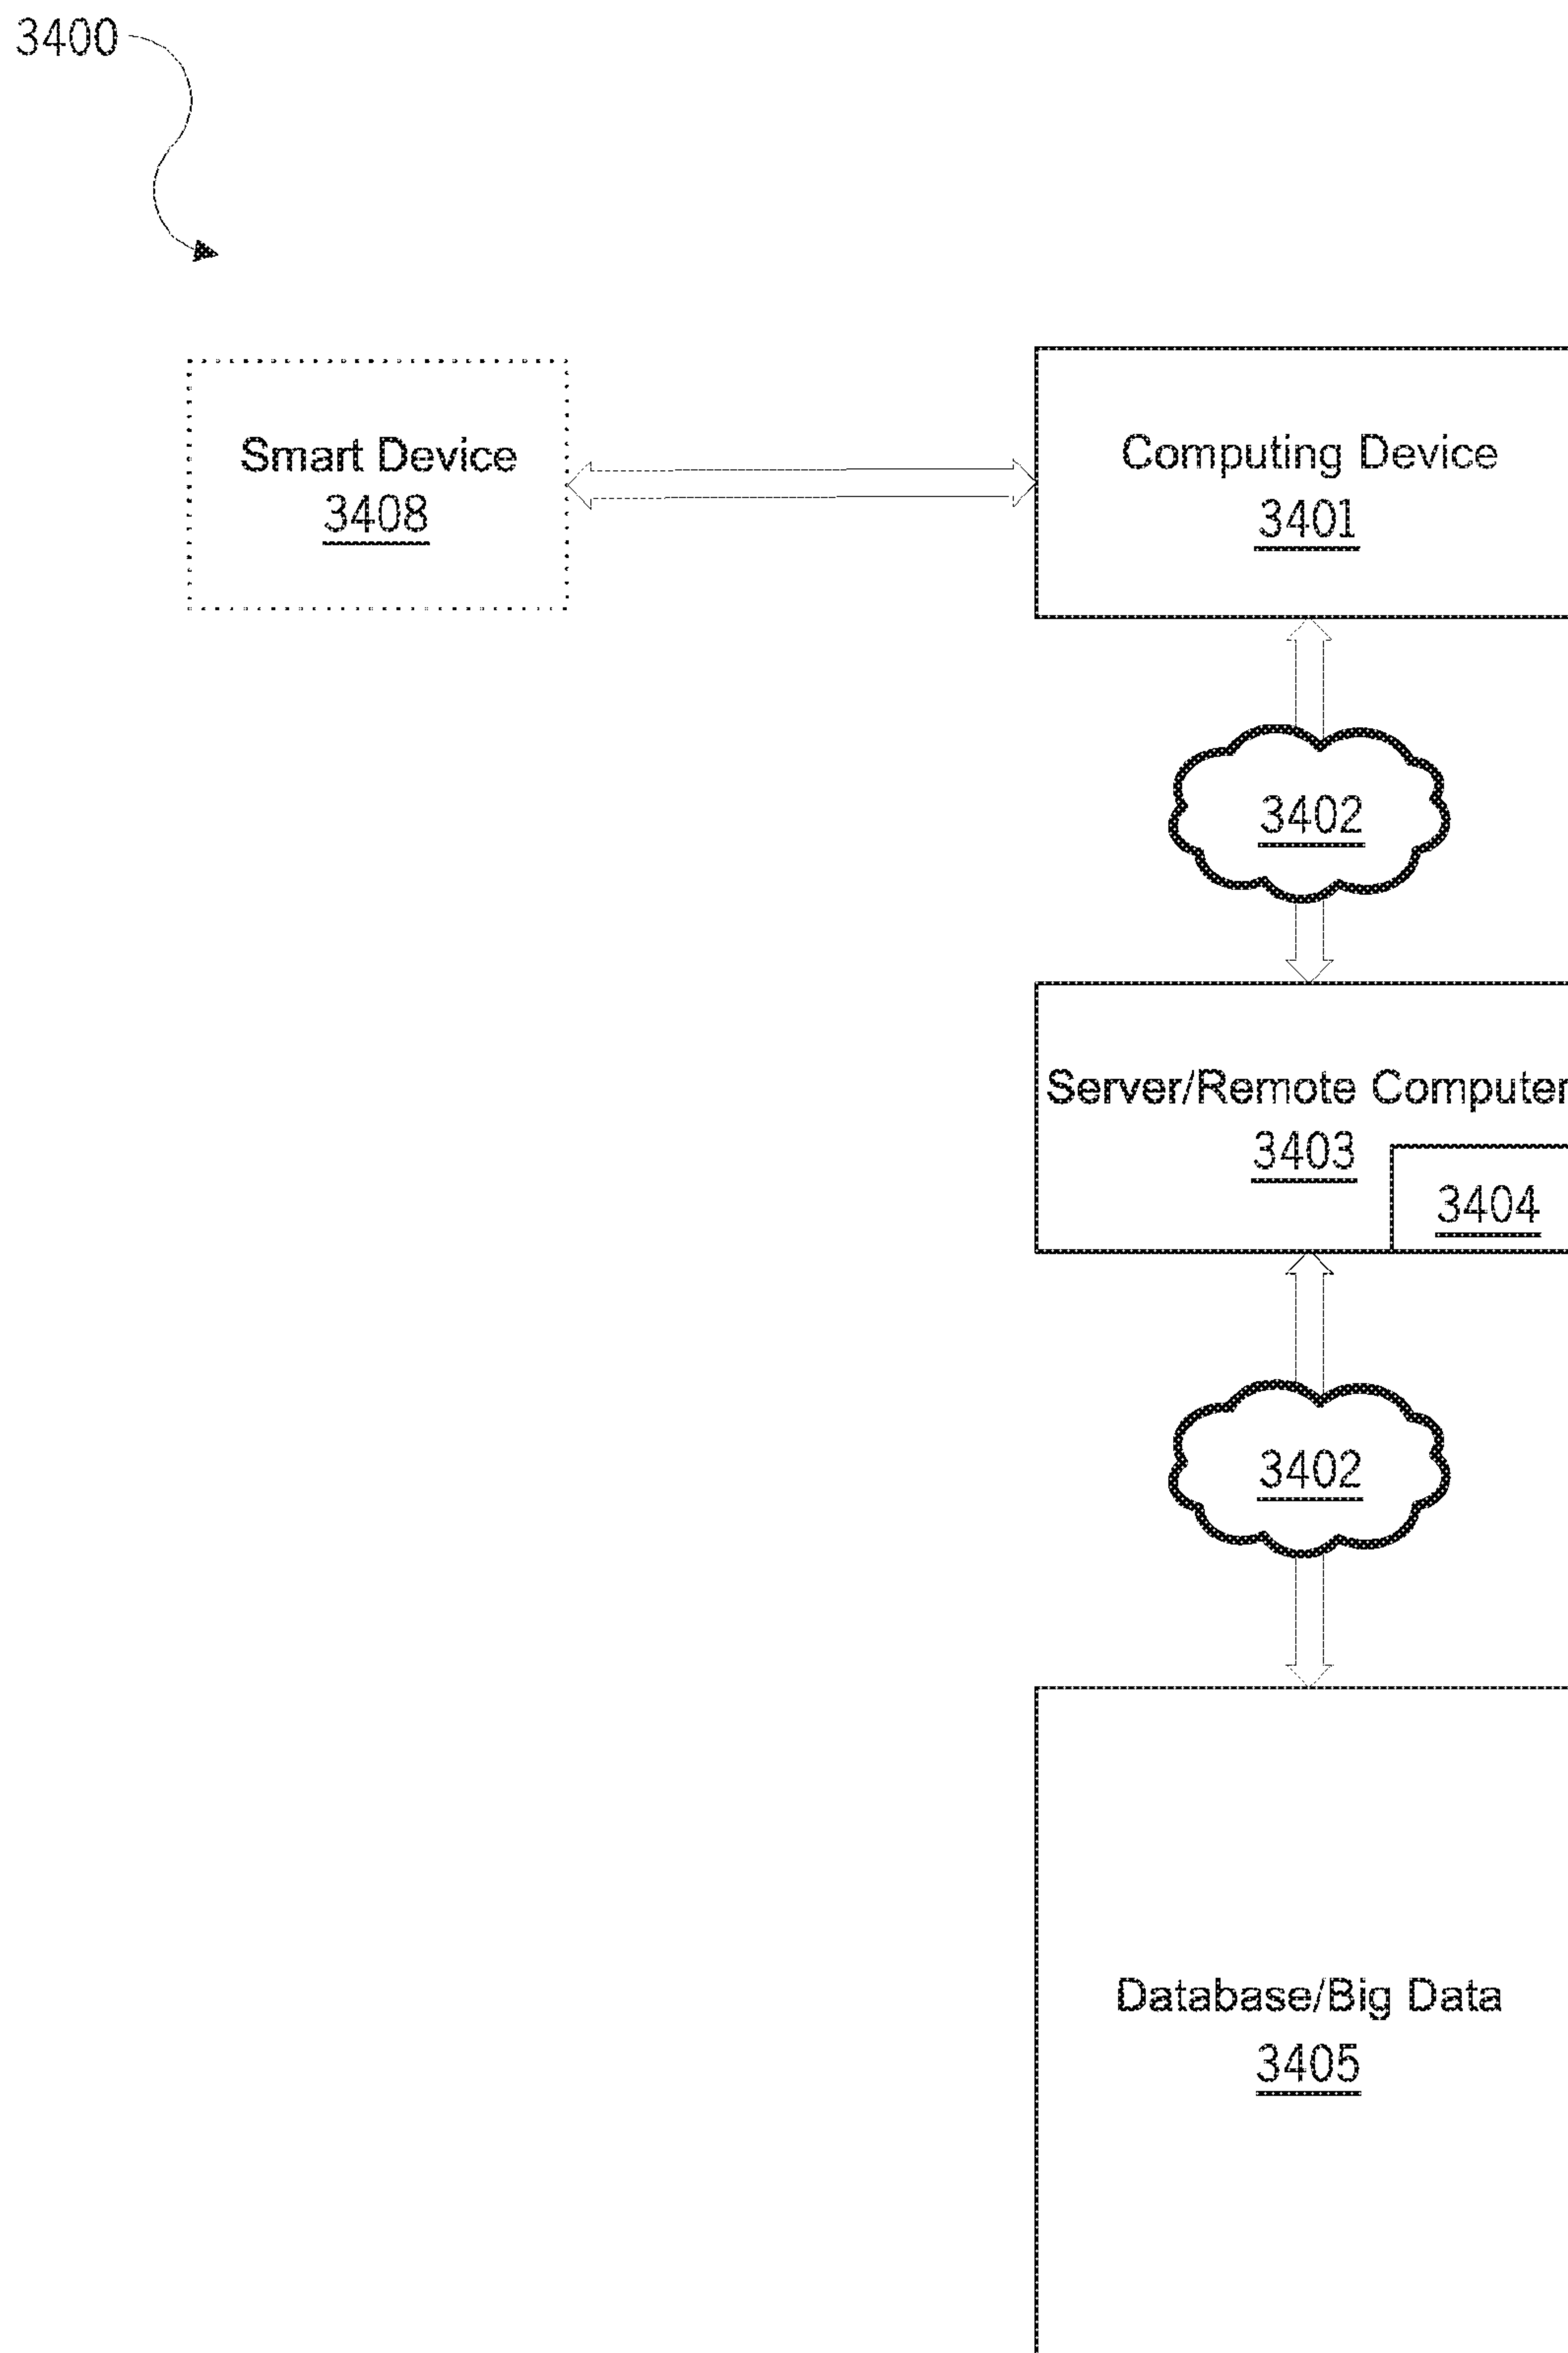 3400
Smart Device
3408
Computing Device
3401
3402
Server/Remote Computer
3403
3404
3402
Database/Big Data
3405